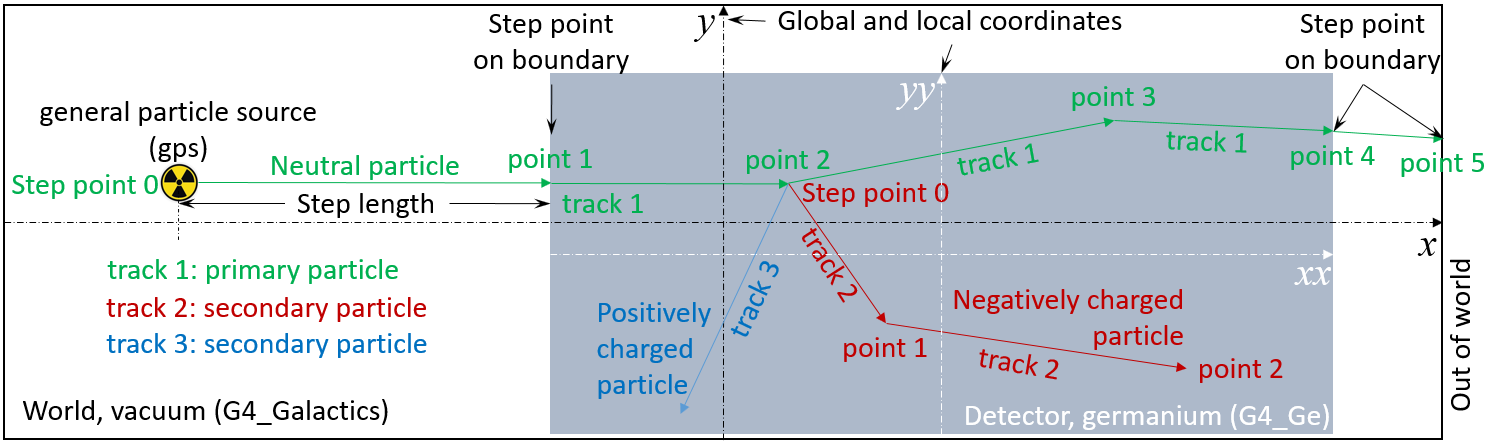 Step point
on boundary
y
Global and local coordinates
Step point
on boundary
general particle source
(gps)
yy
point 3
Step point 0
Neutral particle
point 1
point 2
track 1
track 1
point 4
point 5
Step length
track 1
Step point 0
x
xx
track 1: primary particle
track 2: secondary particle
track 3: secondary particle
track 3
track 2
Positively
charged
particle
Negatively charged
particle
point 1
track 2
point 2
Out of world
World, vacuum (G4_Galactics)
Detector, germanium (G4_Ge)